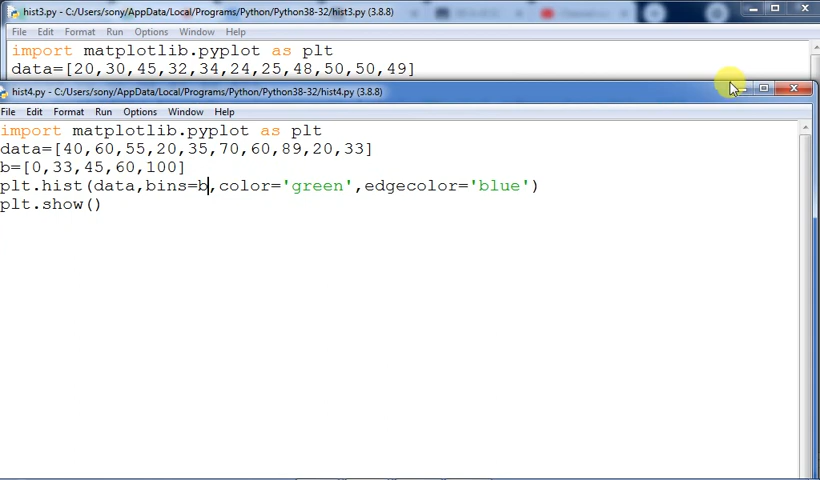 hist3.py - C:/Users/sony/AppData/Local/Programs/Python/Python38-32/hist3.py (3.8.8)
File Edit Format Run Options Window Help
import matplotlib.pyplot as plt
data=[20,30,45,32,34,24,25,48,50,50,49]
hist4.py - C:/Users/sony/AppData/Local/Programs/Python/Python38-32/hist4.py (3.8.8)
File Edit Format Run Options Window Help
import matplotlib.pyplot as plt
data=[40,60,55,20,35,70,60,89,20,33]
b=[0,33,45,60,100]
plt.hist(data,bins=b,color='green',edgecolor='blue')
plt.show()